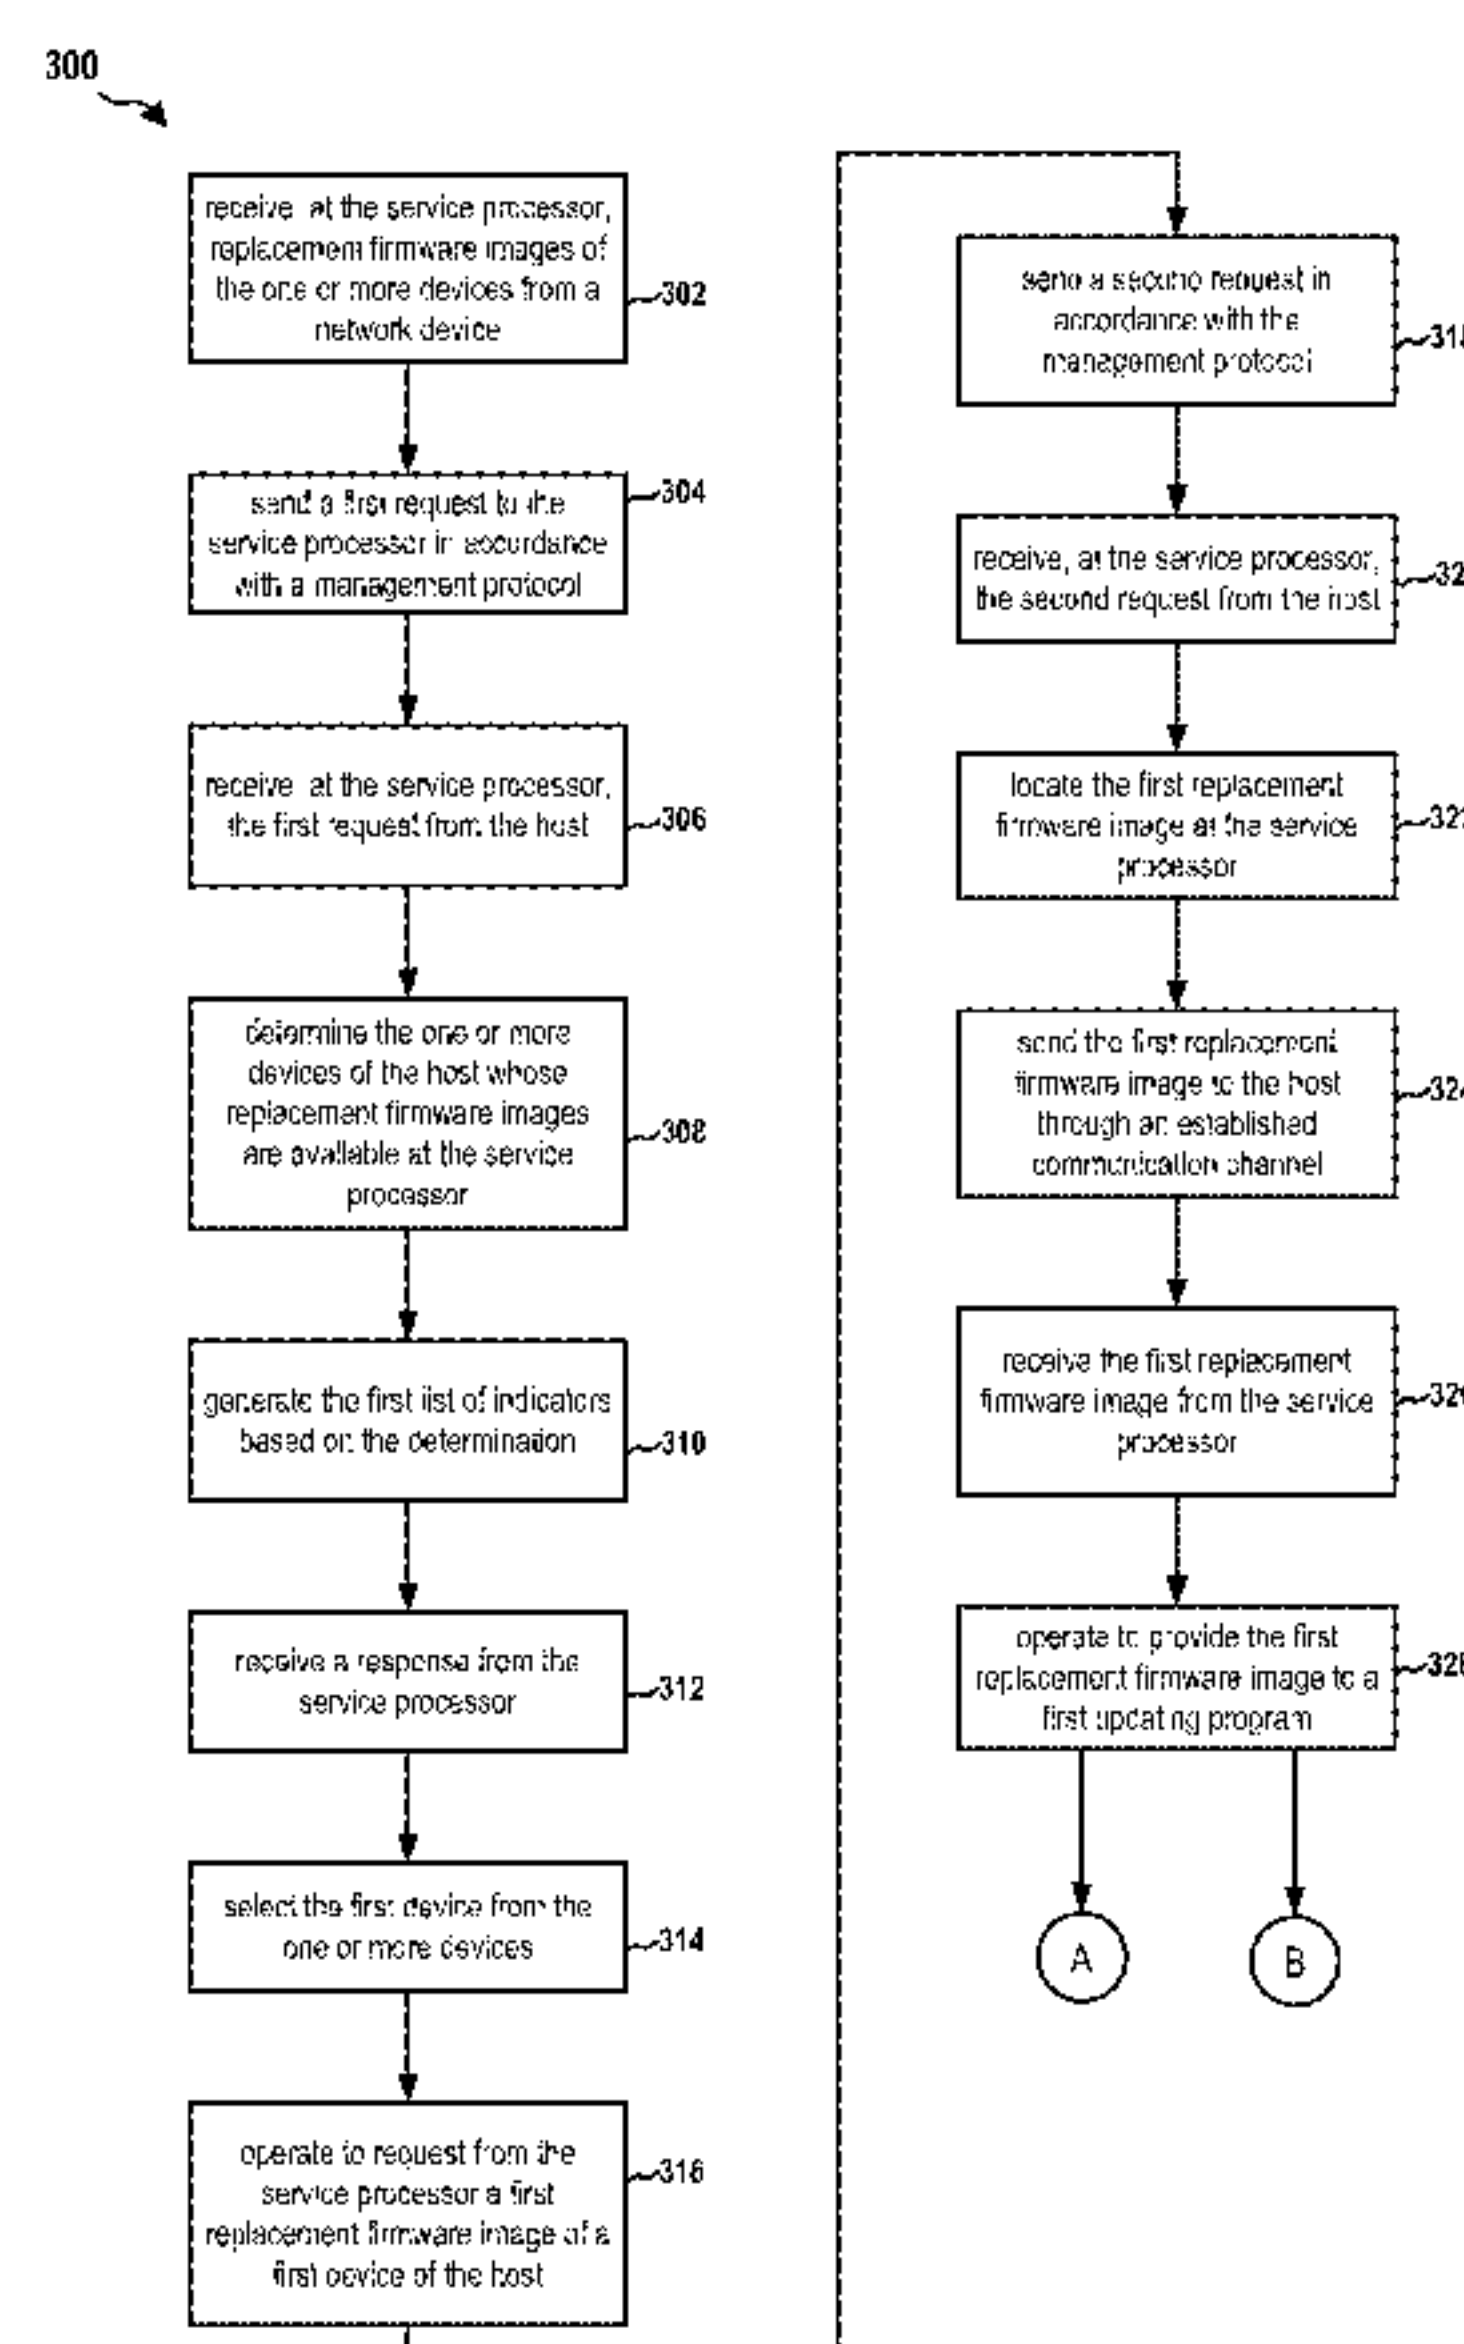 300
receive at the service processor,
replacement firmware images of
the one or more devices from a
network device
302
send a first request to the
service processor in accordance
with a management protocol
304
receive at the service processor,
the first request from the host
306
determine the one or more
devices of the host whose
replacement firmware images
are available at the service
processor
308
generate the first list of indicators
based on the determination
310
receive a response from the
service processor
312
select the first device from the
one or more devices
314
operate to request from the
service processor a first
replacement firmware image of a
first device of the host
316
send a second request in
accordance with the
management protocol
receive, at the service processor,
the second request from the host
locate the first replacement
firmware image at the service
processor
send the first replacement
firmware image to the host
through an established
communication channel
receive the first replacement
firmware image from the service
processor
operate to provide the first
replacement firmware image to a
first updating program
A
B